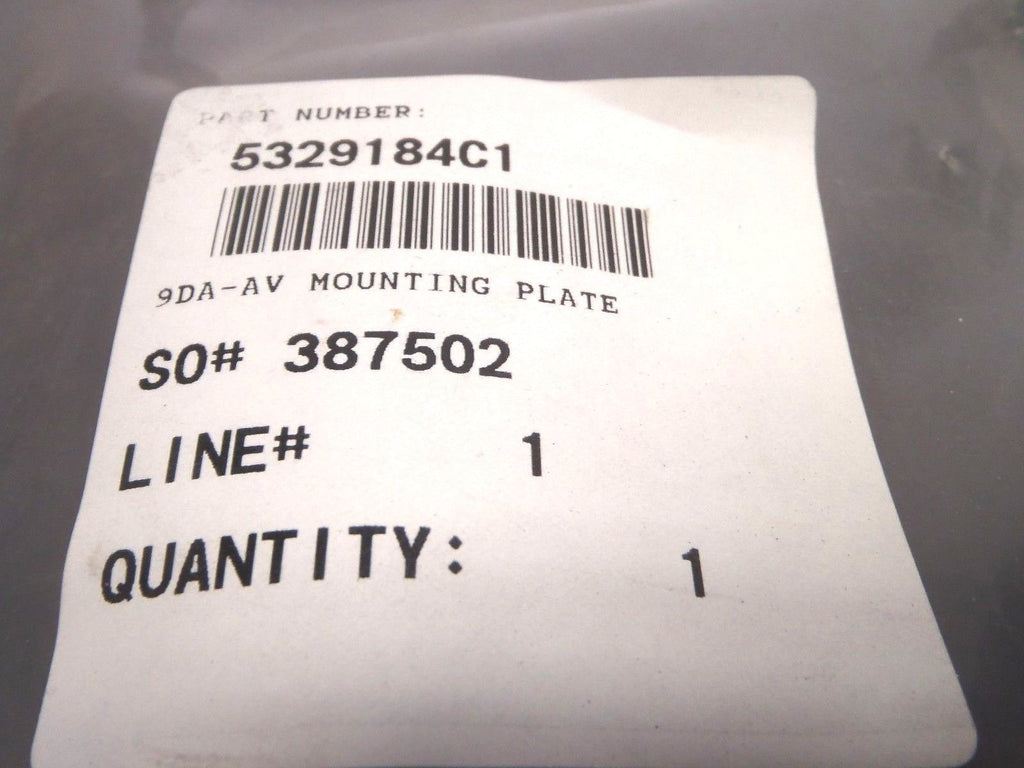 PART NUMBER:
5329184C1
9DA-AV MOUNTING PLATE
SO# 387502
LINE# 1
QUANTITY: 1